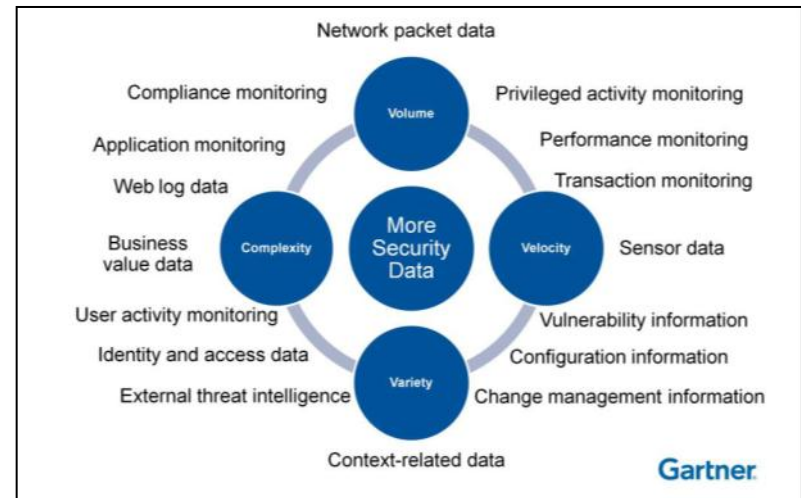 Network packet data
Compliance monitoring
Volume
Privileged activity monitoring
Application monitoring
Performance monitoring
Web log data
Transaction monitoring
Business
value data
Complexity
More
Security
Data
Velocity
Sensor data
User activity monitoring
Vulnerability information
Identity and access data
Configuration information
External threat intelligence
Variety
Change management information
Context-related data
Gartner